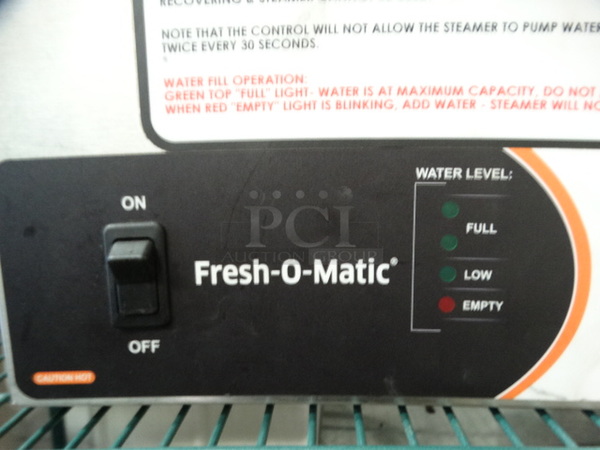 NOTE THAT THE CONTROL WILL NOT ALLOW THE STEAMER TO PUMP WATER
TWICE EVERY 30 SECONDS.
WATER FILL OPERATION:
GREEN TOP "FULL" LIGHT- WATER IS AT MAXIMUM CAPACITY, DO NOT
WHEN RED "EMPTY" LIGHT IS BLINKING, ADD WATER - STEAMER WILL NO
WATER LEVEL:
ON
FULL
PCI
AUCTION GROUP
Fresh-O-Matic®
LOW
EMPTY
OFF
CAUTION HOT